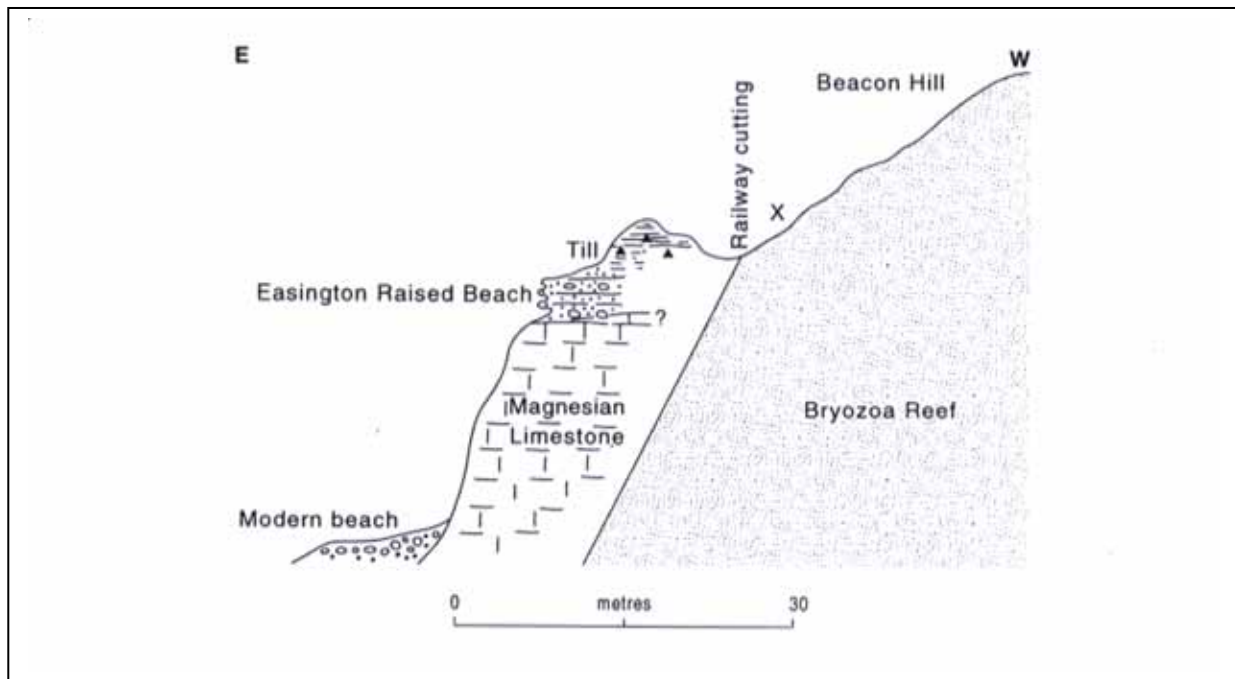 E
W
Beacon Hill
Railway cutting
X
Till
Easington Raised Beach
?
Magnesian
Limestone
Bryozoa Reef
Modern beach
0 metres 30